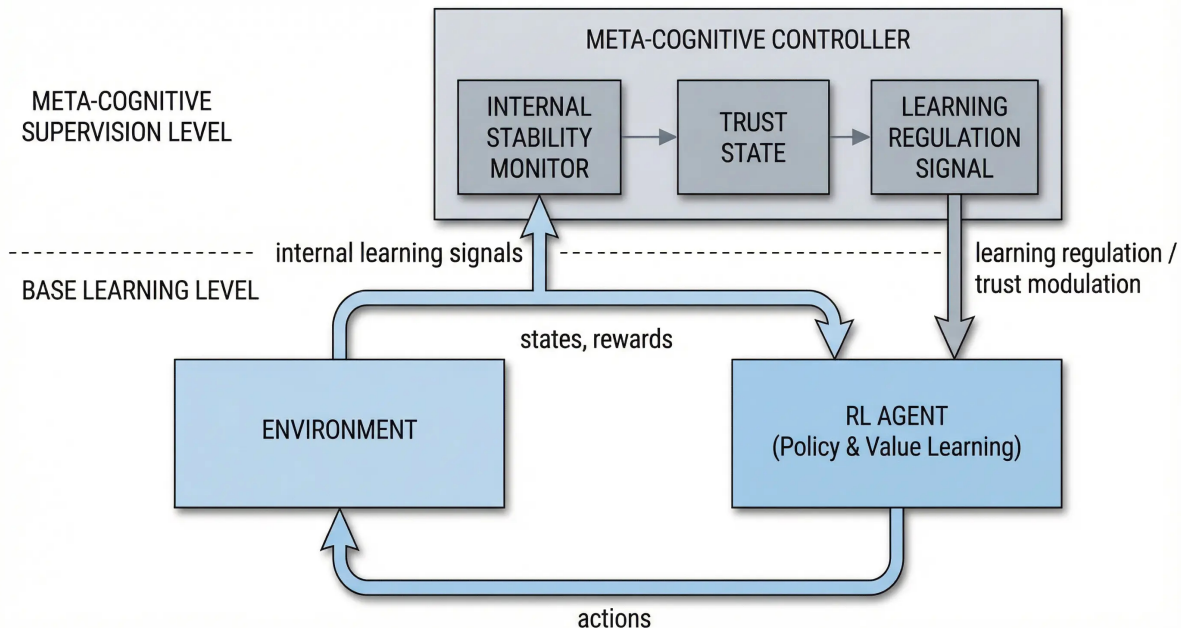 META-COGNITIVE CONTROLLER
META-COGNITIVE
SUPERVISION LEVEL
INTERNAL
STABILITY
MONITOR
TRUST
STATE
LEARNING
REGULATION
SIGNAL
internal learning signals
learning regulation /
trust modulation
BASE LEARNING LEVEL
states, rewards
ENVIRONMENT
RL AGENT
(Policy & Value Learning)
actions